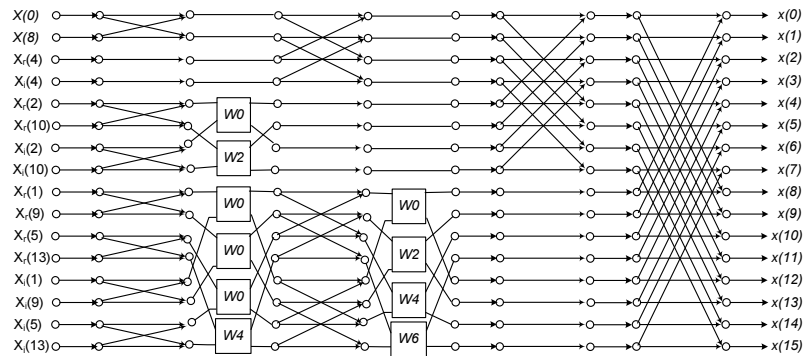 X(0) x(0)
X(8) x(1)
Xr(4) x(2)
Xi(4) x(3)
Xr(2) W0 x(4)
Xr(10) x(5)
Xi(2) W2 x(6)
Xi(10) x(7)
Xr(1) W0 W0 x(8)
Xr(9) x(9)
Xr(5) W0 W2 x(10)
Xr(13) x(11)
Xi(1) W0 W4 x(12)
Xi(9) x(13)
Xi(5) W4 W6 x(14)
Xi(13) x(15)